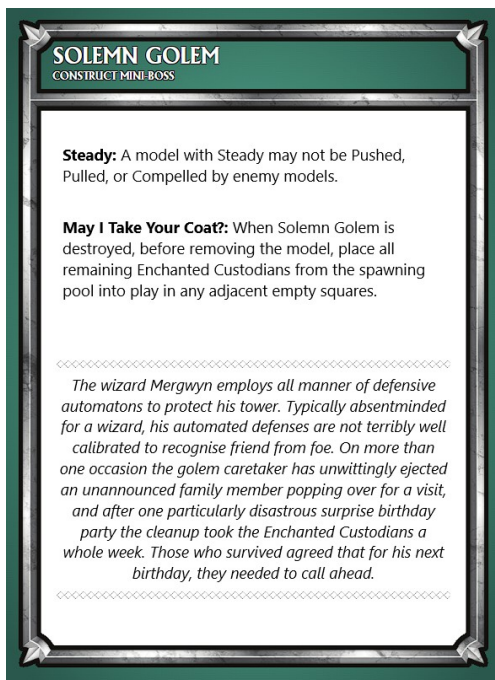 SOLEMN GOLEM
CONSTRUCT MINI-BOSS
Steady: A model with Steady may not be Pushed,
Pulled, or Compelled by enemy models.
May I Take Your Coat?: When Solemn Golem is
destroyed, before removing the model, place all
remaining Enchanted Custodians from the spawning
pool into play in any adjacent empty squares.
The wizard Mergwyn employs all manner of defensive
automatons to protect his tower. Typically absentminded
for a wizard, his automated defenses are not terribly well
calibrated to recognise friend from foe. On more than
one occasion the golem caretaker has unwittingly ejected
an unannounced family member popping over for a visit,
and after one particularly disastrous surprise birthday
party the cleanup took the Enchanted Custodians a
whole week. Those who survived agreed that for his next
birthday, they needed to call ahead.